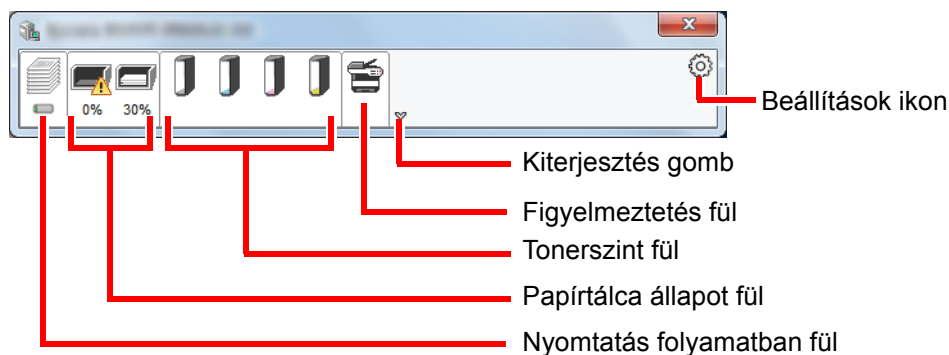 0% 30%
Beállítások ikon
Kiterjesztés gomb
Figyelmeztetés fül
Tonerszint fül
Papírtálca állapot fül
Nyomtatás folyamatban fül